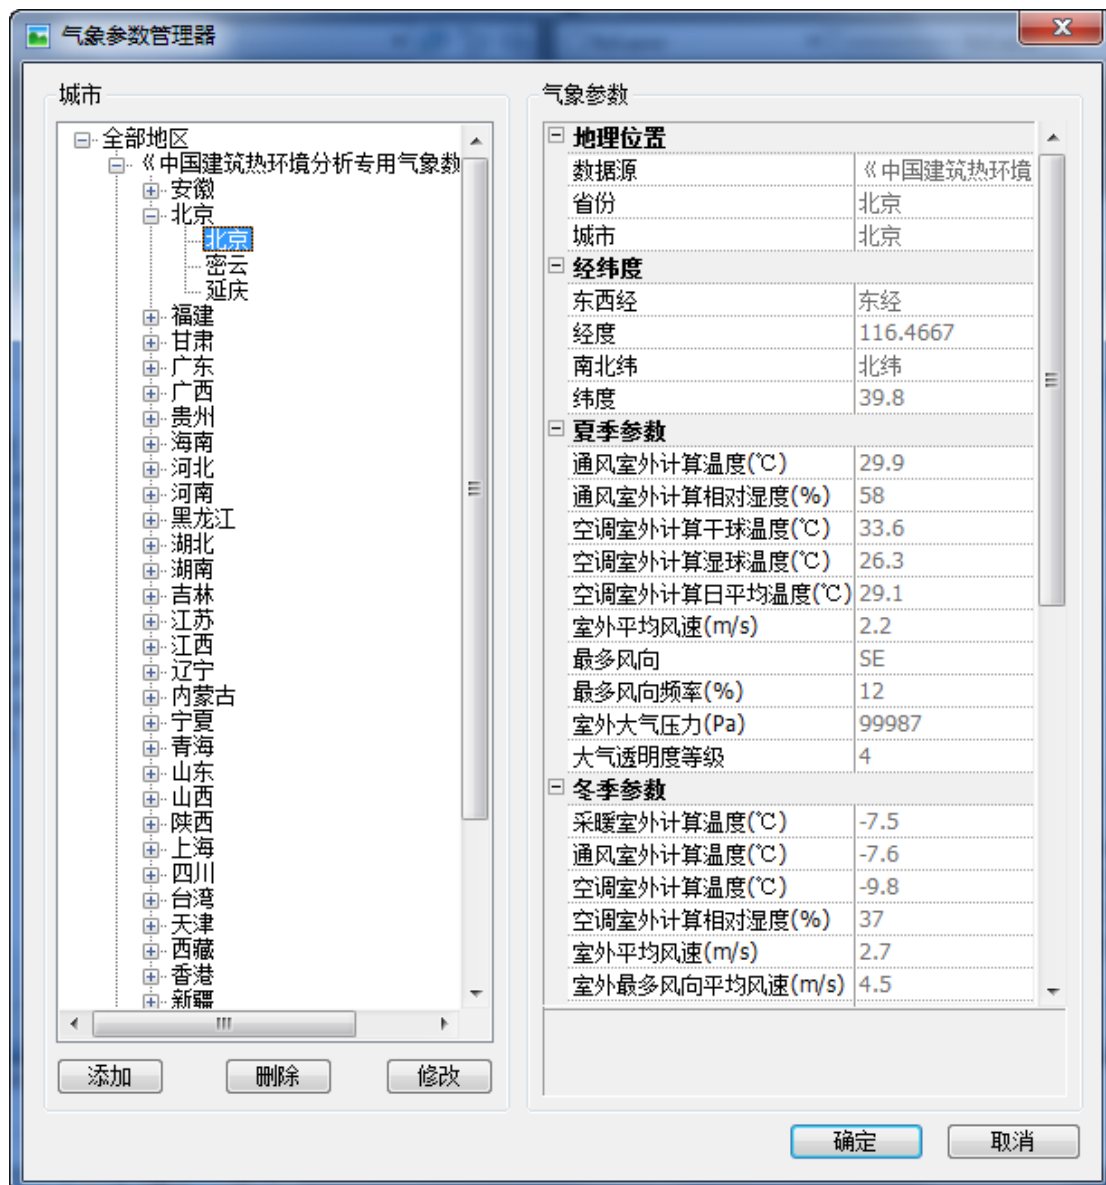 气象参数管理器
城市
全部地区
《中国建筑热环境分析专用气象数
安徽
北京
北京
密云
延庆
福建
甘肃
广东
广西
贵州
海南
河北
河南
黑龙江
湖北
湖南
吉林
江苏
江西
辽宁
内蒙古
宁夏
青海
山东
山西
陕西
上海
四川
台湾
天津
西藏
香港
新疆
添加 删除 修改
气象参数
地理位置
数据源 《中国建筑热环境
省份 北京
城市 北京
经纬度
东西经 东经
经度 116.4667
南北纬 北纬
纬度 39.8
夏季参数
通风室外计算温度(℃) 29.9
通风室外计算相对湿度(%) 58
空调室外计算干球温度(℃) 33.6
空调室外计算湿球温度(℃) 26.3
空调室外计算日平均温度(℃) 29.1
室外平均风速(m/s) 2.2
最多风向 SE
最多风向频率(%) 12
室外大气压力(Pa) 99987
大气透明度等级 4
冬季参数
采暖室外计算温度(℃) -7.5
通风室外计算温度(℃) -7.6
空调室外计算温度(℃) -9.8
空调室外计算相对湿度(%) 37
室外平均风速(m/s) 2.7
室外最多风向平均风速(m/s) 4.5
确定 取消